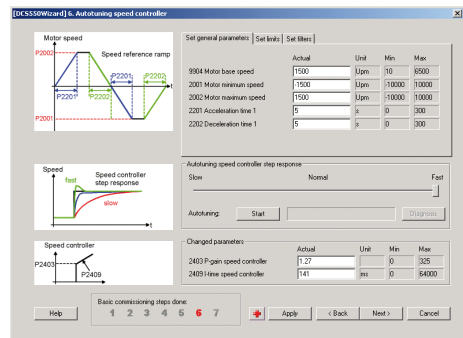 [DCS550Wizard] 6. Autotuning speed controller
Motor speed
P2002
Speed reference ramp
P2201 P2202
P2201 P2202
t
P2001
Set general parameters Set limits Set filters
Actual Unit Min Max
9904 Motor base speed 1500 Upm 10 6500
2001 Motor minimum speed -1500 Upm -10000 10000
2002 Motor maximum speed 1500 Upm -10000 10000
2201 Acceleration time 1 5 s 0 300
2202 Deceleration time 1 5 s 0 300
Speed
fast
Speed controller
step response
slow
t
Autotuning speed controller step response
Slow Normal Fast
Autotuning: Start Diagnosis
Speed controller
P2403
P2409
t
Changed parameters
Actual Unit Min Max
2403 P-gain speed controller 1.27 0 325
2409 I-time speed controller 141 ms 0 64000
Help
Basic commissioning steps done:
1 2 3 4 5 6 7
Apply < Back Next > Cancel